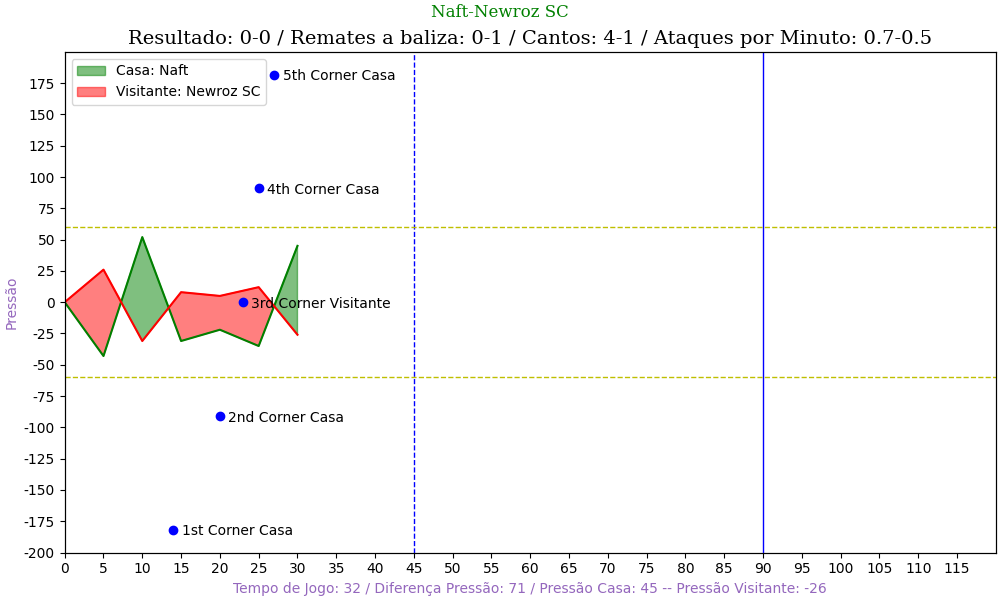 Naft-Newroz SC
Resultado: 0-0 / Remates a baliza: 0-1 / Cantos: 4-1 / Ataques por Minuto: 0.7-0.5
Casa: Naft
Visitante: Newroz SC
5th Corner Casa
4th Corner Casa
3rd Corner Visitante
2nd Corner Casa
1st Corner Casa
Pressão
175
150
125
100
75
50
25
0
-25
-50
-75
-100
-125
-150
-175
-200
0 5 10 15 20 25 30 35 40 45 50 55 60 65 70 75 80 85 90 95 100 105 110 115
Tempo de Jogo: 32 / Diferença Pressão: 71 / Pressão Casa: 45 -- Pressão Visitante: -26